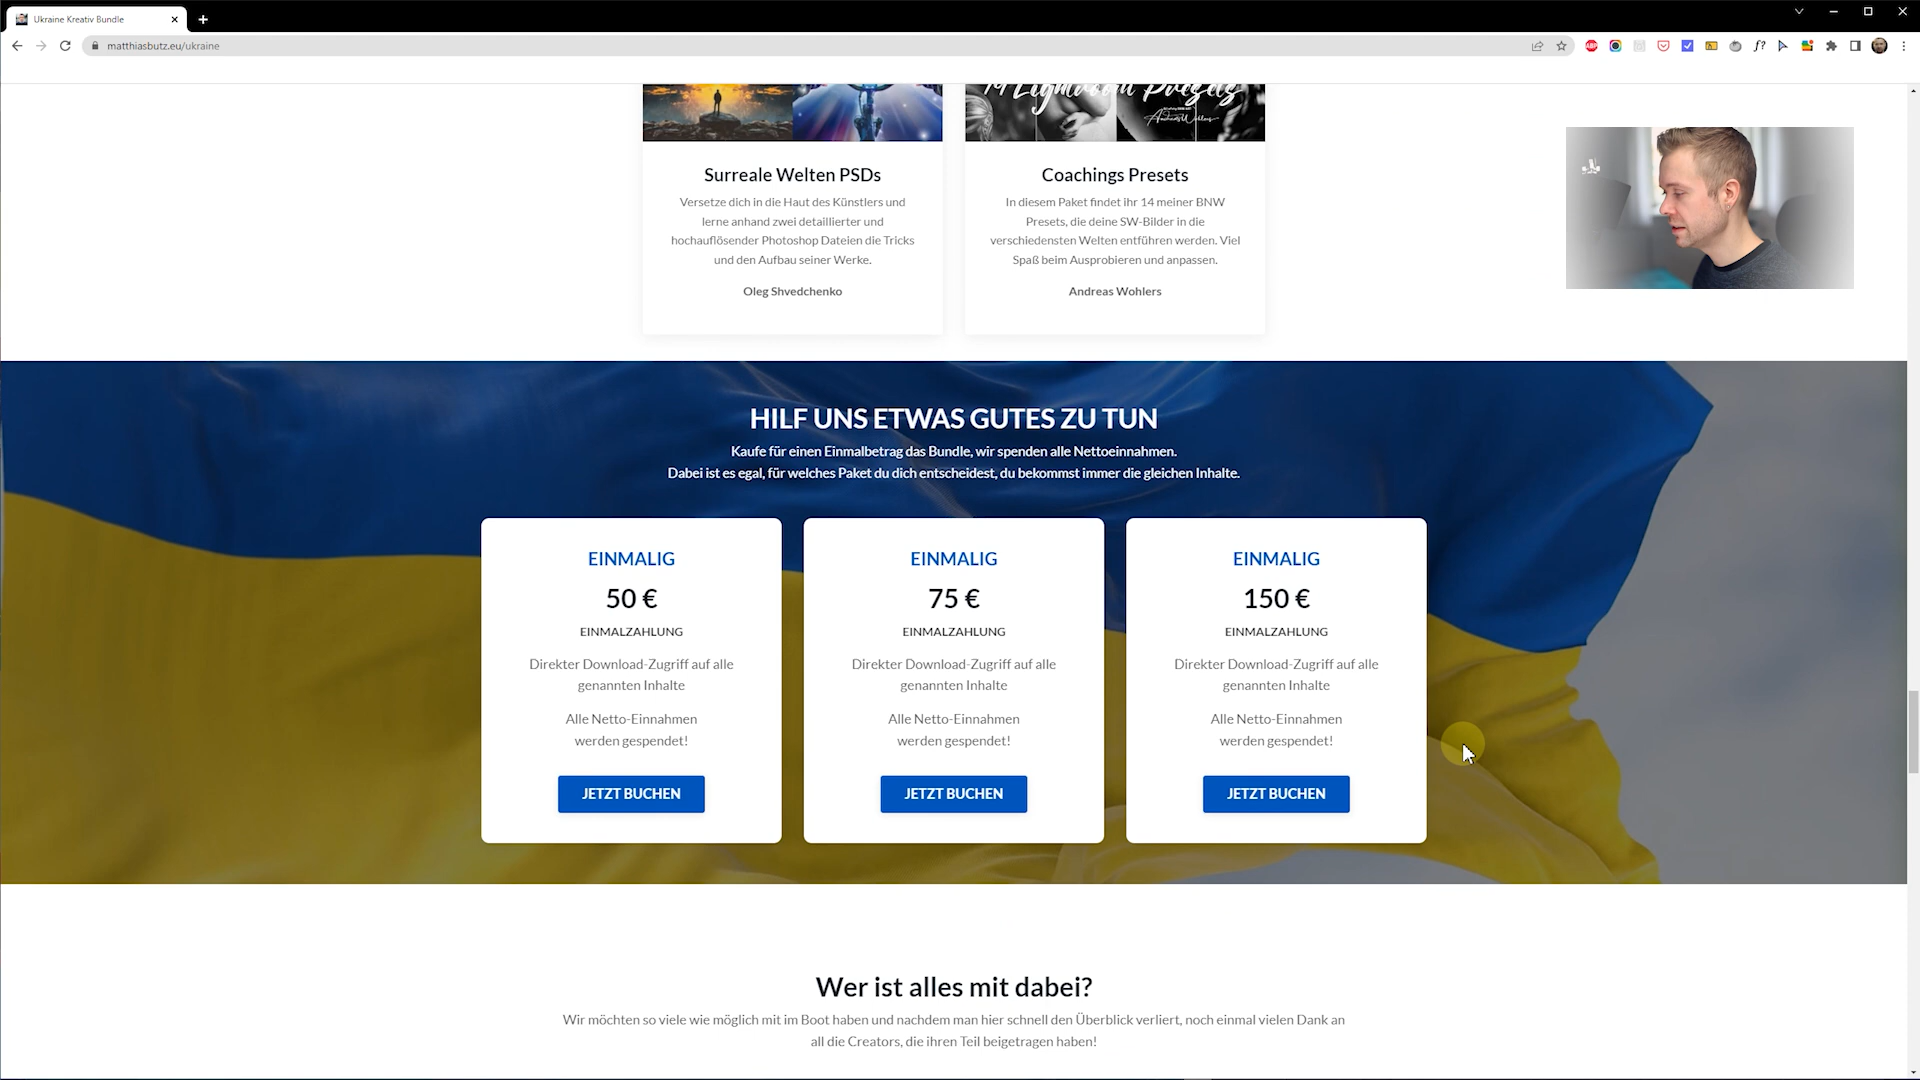 Ukraine Kreativ Bundle
matthiasbutz.eu/ukraine
14 Lightroom Presets
Andreas Wohlers
Surreale Welten PSDs
Versetze dich in die Haut des Künstlers und
lerne anhand zwei detaillierter und
hochauflösender Photoshop Dateien die Tricks
und den Aufbau seiner Werke.
Oleg Shvedchenko
Coachings Presets
In diesem Paket findet ihr 14 meiner BNW
Presets, die deine SW-Bilder in die
verschiedensten Welten entführen werden. Viel
Spaß beim Ausprobieren und anpassen.
Andreas Wohlers
HILF UNS ETWAS GUTES ZU TUN
Kaufe für einen Einmalbetrag das Bundle, wir spenden alle Nettoeinnahmen.
Dabei ist es egal, für welches Paket du dich entscheidest, du bekommst immer die gleichen Inhalte.
EINMALIG
50 €
EINMALZAHLUNG
Direkter Download-Zugriff auf alle
genannten Inhalte
Alle Netto-Einnahmen
werden gespendet!
JETZT BUCHEN
EINMALIG
75 €
EINMALZAHLUNG
Direkter Download-Zugriff auf alle
genannten Inhalte
Alle Netto-Einnahmen
werden gespendet!
JETZT BUCHEN
EINMALIG
150 €
EINMALZAHLUNG
Direkter Download-Zugriff auf alle
genannten Inhalte
Alle Netto-Einnahmen
werden gespendet!
JETZT BUCHEN
Wer ist alles mit dabei?
Wir möchten so viele wie möglich mit im Boot haben und nachdem man hier schnell den Überblick verliert, noch einmal vielen Dank an
all die Creators, die ihren Teil beigetragen haben!